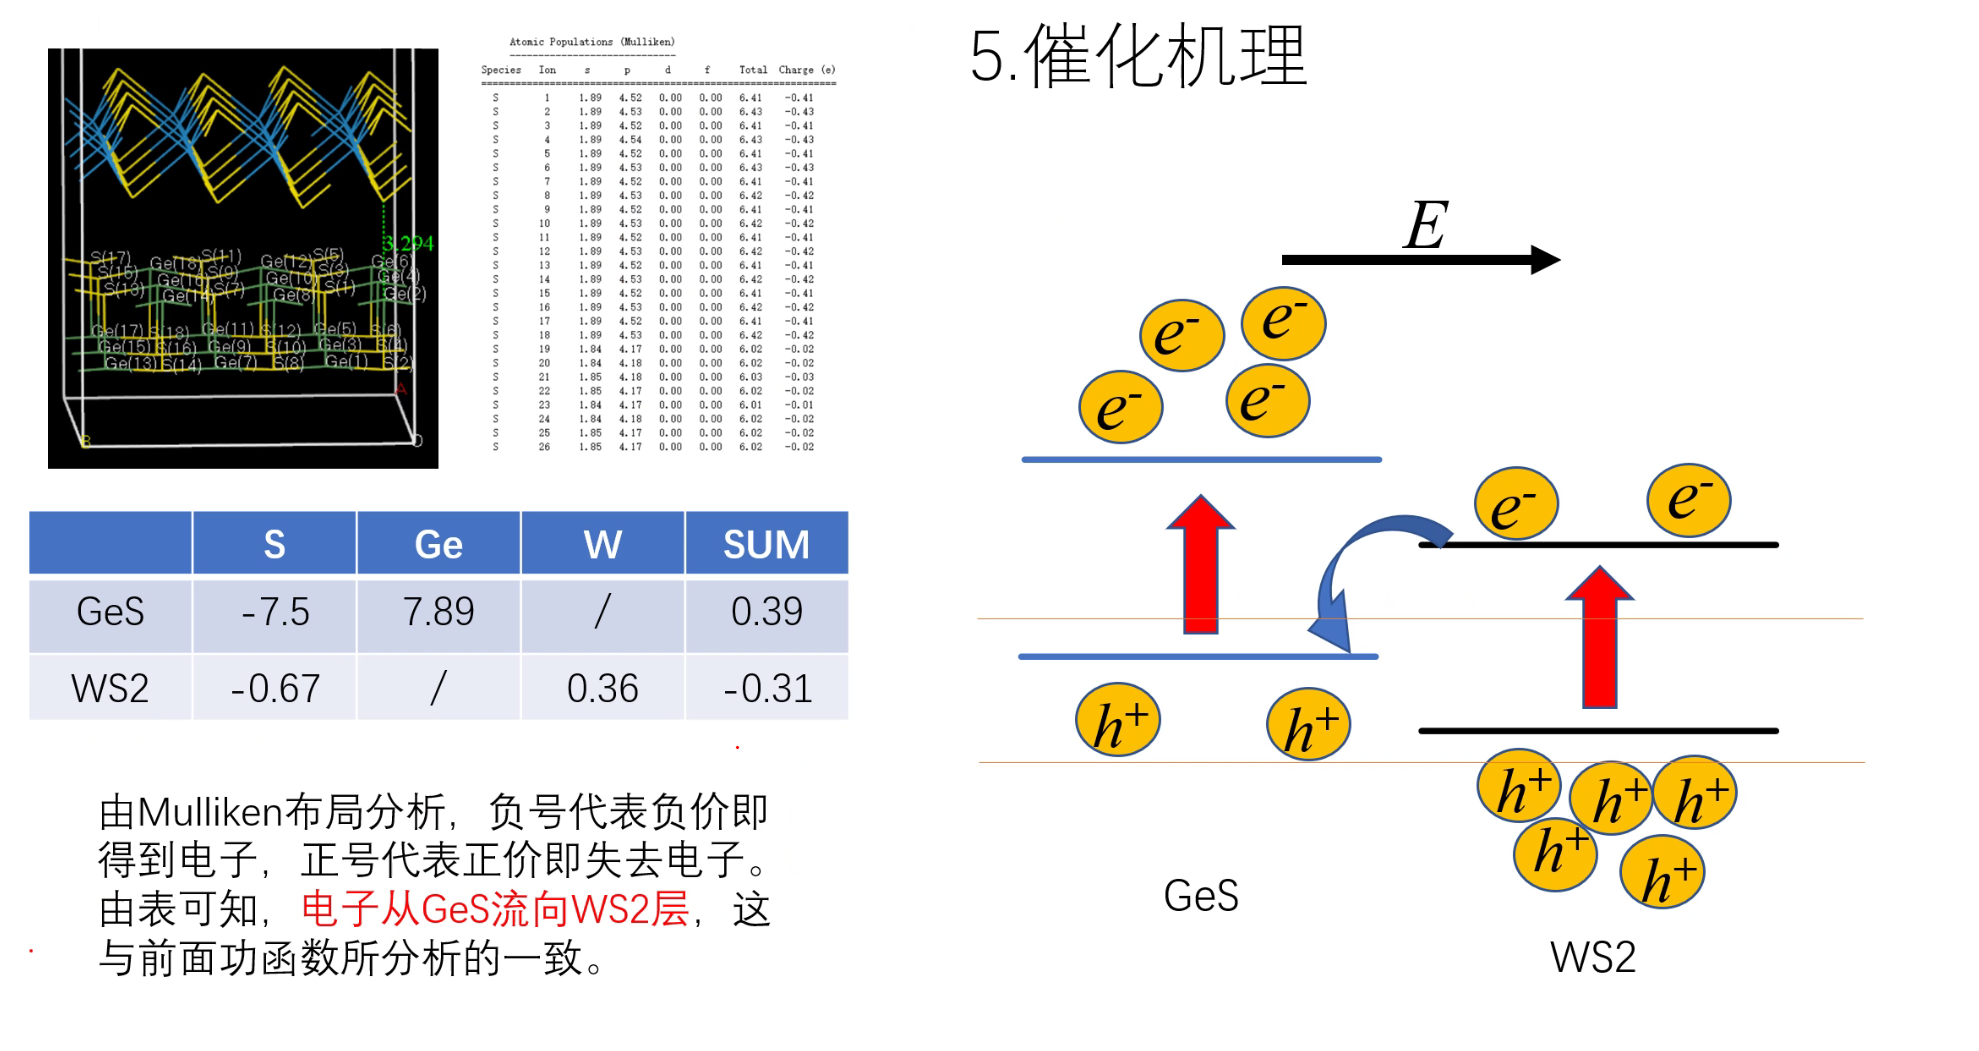 5.催化机理
Atomic Populations (Mulliken)
Species Ion s p d f Total Charge (e)
S 1 1.89 4.52 0.00 0.00 6.41 -0.41
S 2 1.89 4.53 0.00 0.00 6.43 -0.43
S 3 1.89 4.52 0.00 0.00 6.41 -0.41
S 4 1.89 4.54 0.00 0.00 6.43 -0.43
S 5 1.89 4.52 0.00 0.00 6.41 -0.41
S 6 1.89 4.53 0.00 0.00 6.43 -0.43
S 7 1.89 4.52 0.00 0.00 6.41 -0.41
S 8 1.89 4.53 0.00 0.00 6.42 -0.42
S 9 1.89 4.52 0.00 0.00 6.41 -0.41
S 10 1.89 4.53 0.00 0.00 6.42 -0.42
S 11 1.89 4.52 0.00 0.00 6.41 -0.41
S 12 1.89 4.53 0.00 0.00 6.42 -0.42
S 13 1.89 4.52 0.00 0.00 6.41 -0.41
S 14 1.89 4.53 0.00 0.00 6.42 -0.42
S 15 1.89 4.52 0.00 0.00 6.41 -0.41
S 16 1.89 4.53 0.00 0.00 6.42 -0.42
S 17 1.89 4.52 0.00 0.00 6.41 -0.41
S 18 1.89 4.53 0.00 0.00 6.42 -0.42
S 19 1.84 4.17 0.00 0.00 6.02 -0.02
S 20 1.84 4.18 0.00 0.00 6.02 -0.02
S 21 1.85 4.18 0.00 0.00 6.03 -0.03
S 22 1.85 4.17 0.00 0.00 6.02 -0.02
S 23 1.84 4.17 0.00 0.00 6.01 -0.01
S 24 1.84 4.18 0.00 0.00 6.02 -0.02
S 25 1.85 4.17 0.00 0.00 6.02 -0.02
S 26 1.85 4.17 0.00 0.00 6.02 -0.02
3.294
S(17) Ge(18) S(11) Ge(12) S(5) Ge(6)
S(15) Ge(16) S(9) Ge(10) S(3) Ge(4)
S(13) Ge(14) S(7) Ge(8) S(1) Ge(2)
Ge(17) S(18) Ge(11) S(12) Ge(5) S(6)
Ge(15) S(16) Ge(9) S(10) Ge(3) S(4)
Ge(13) S(14) Ge(7) S(8) Ge(1) S(2)
A
B
S Ge W SUM
GeS -7.5 7.89 / 0.39
WS2 -0.67 / 0.36 -0.31
由Mulliken布局分析，负号代表负价即
得到电子，正号代表正价即失去电子。
由表可知，电子从GeS流向WS2层，这
与前面功函数所分析的一致。
E
e- e-
e- e-
e- e-
h+ h+
h+ h+ h+
h+ h+
GeS
WS2